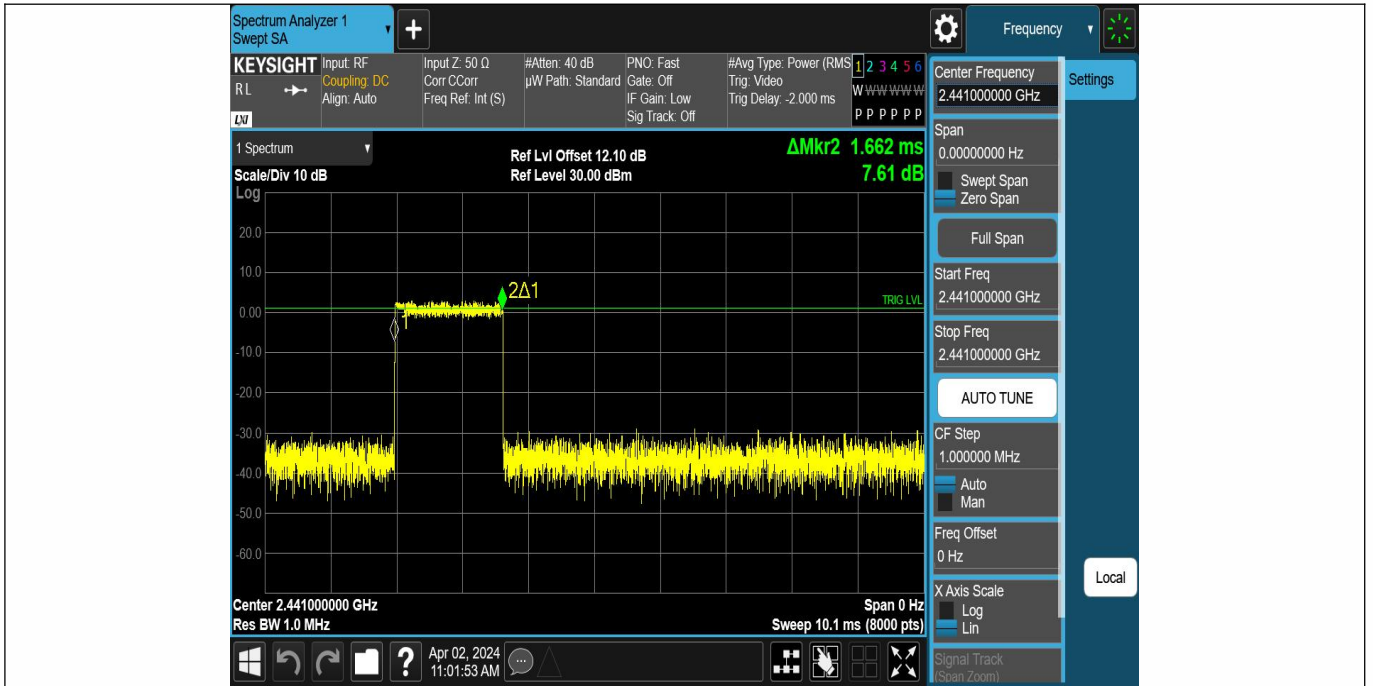 Spectrum Analyzer 1
Swept SA
+
Frequency
KEYSIGHT
RL
LXI
Input: RF
Coupling: DC
Align: Auto
Input Z: 50 Ω
Corr CCorr
Freq Ref: Int (S)
#Atten: 40 dB
µW Path: Standard
PNO: Fast
Gate: Off
IF Gain: Low
Sig Track: Off
#Avg Type: Power (RMS
Trig: Video
Trig Delay: -2.000 ms
1 2 3 4 5 6
W W W W W W
P P P P P P
1 Spectrum
Scale/Div 10 dB
Ref Lvl Offset 12.10 dB
Ref Level 30.00 dBm
ΔMkr2 1.662 ms
7.61 dB
Log
20.0
10.0
0.00
-10.0
-20.0
-30.0
-40.0
-50.0
-60.0
2Δ1
1
TRIG LVL
Center 2.441000000 GHz
Res BW 1.0 MHz
Span 0 Hz
Sweep 10.1 ms (8000 pts)
Center Frequency
2.441000000 GHz
Settings
Span
0.00000000 Hz
Swept Span
Zero Span
Full Span
Start Freq
2.441000000 GHz
Stop Freq
2.441000000 GHz
AUTO TUNE
CF Step
1.000000 MHz
Auto
Man
Freq Offset
0 Hz
Local
X Axis Scale
Log
Lin
Signal Track
(Span Zoom)
?
Apr 02, 2024
11:01:53 AM